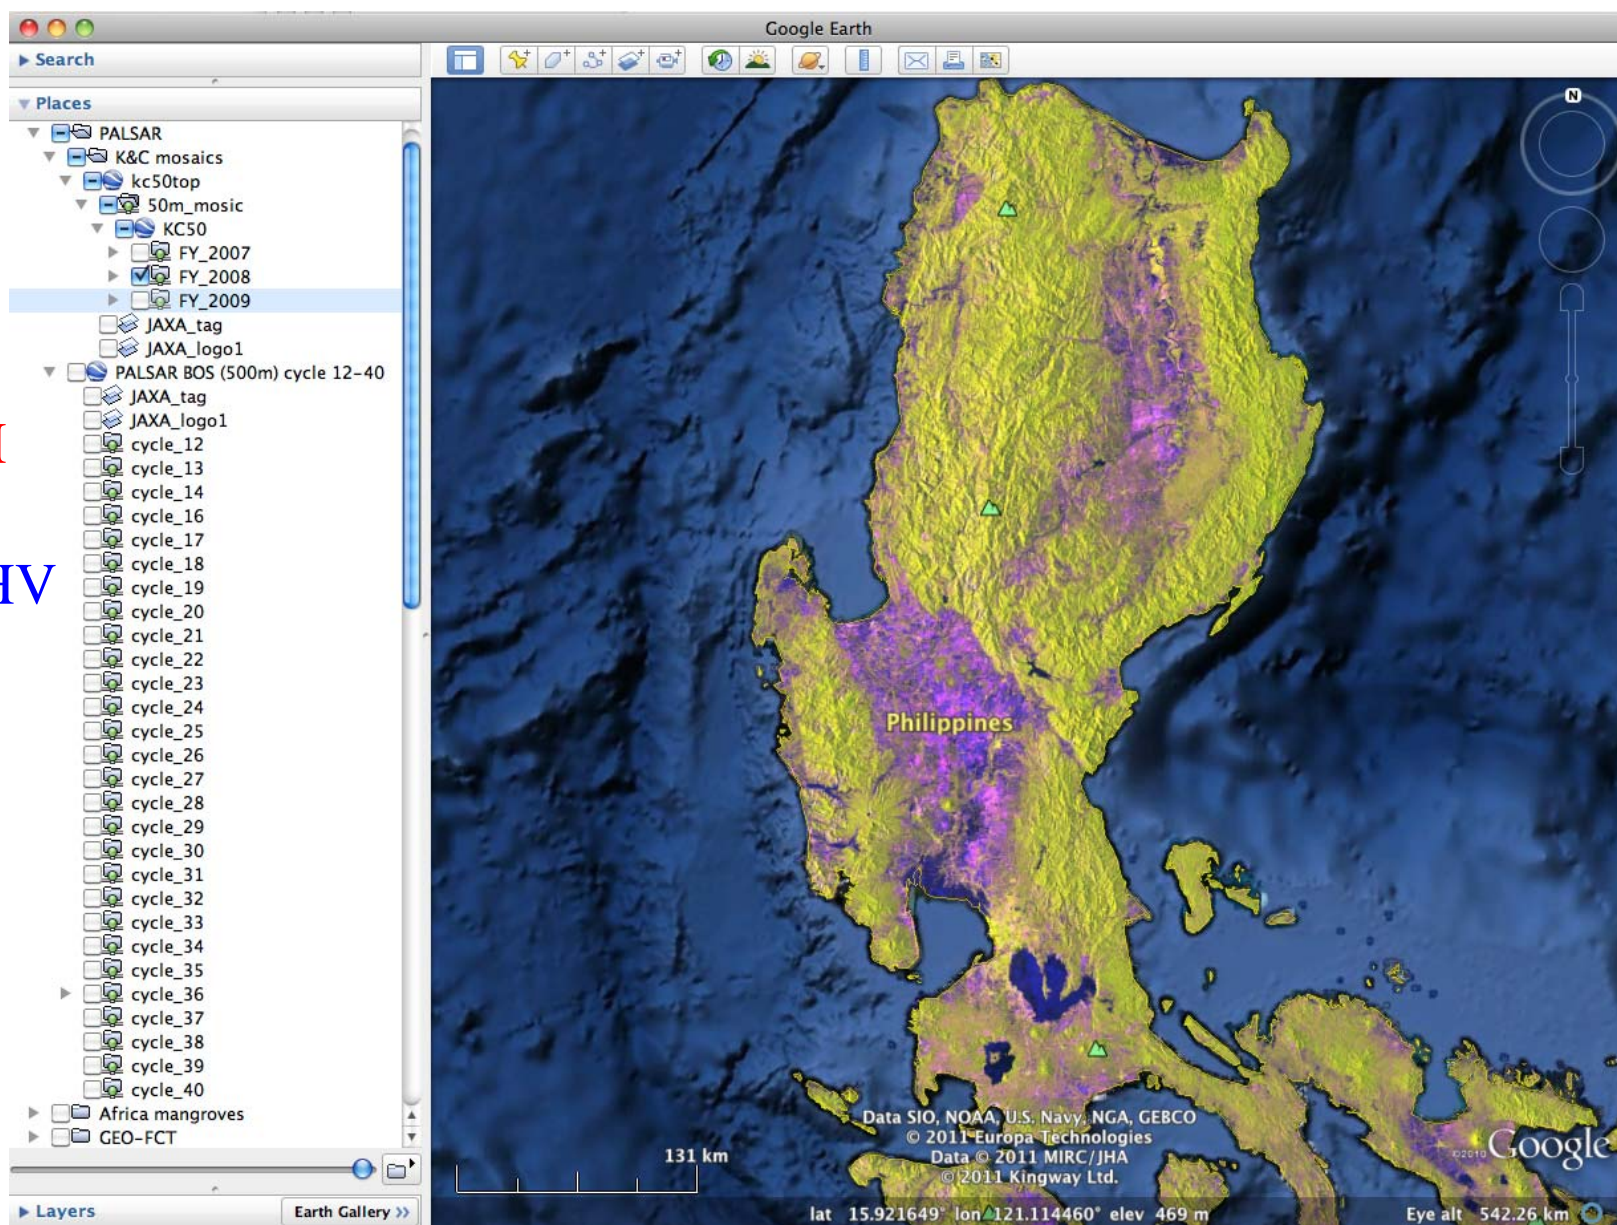 Google Earth
Search
Places
PALSAR
K&C mosaics
kc50top
50m_mosic
KC50
FY_2007
FY_2008
FY_2009
JAXA_tag
JAXA_logo1
PALSAR BOS (500m) cycle 12-40
JAXA_tag
JAXA_logo1
cycle_12
cycle_13
cycle_14
cycle_16
cycle_17
cycle_18
HV
cycle_19
cycle_20
cycle_21
cycle_22
cycle_23
cycle_24
cycle_25
cycle_26
cycle_27
cycle_28
cycle_29
cycle_30
cycle_31
cycle_32
cycle_33
cycle_34
cycle_35
cycle_36
cycle_37
cycle_38
cycle_39
cycle_40
Africa mangroves
GEO-FCT
Layers
Earth Gallery >>
N
Philippines
131 km
Data SIO, NOAA, U.S. Navy, NGA, GEBCO
© 2011 Europa Technologies
Data © 2011 MIRC/JHA
© 2011 Kingway Ltd.
©2010 Google
lat 15.921649° lon 121.114460° elev 469 m
Eye alt 542.26 km